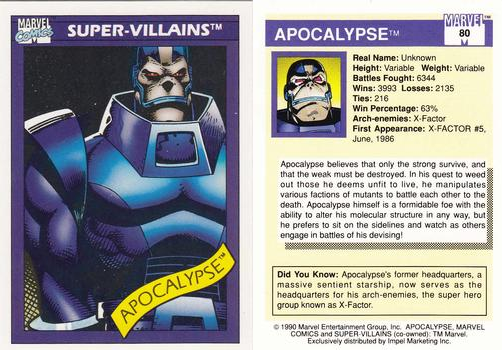 MARVEL
COMICS
SUPER-VILLAINS™
APOCALYPSE™
APOCALYPSE™
MARVEL™
80
Real Name: Unknown
Height: Variable Weight: Variable
Battles Fought: 6344
Wins: 3993 Losses: 2135
Ties: 216
Win Percentage: 63%
Arch-enemies: X-Factor
First Appearance: X-FACTOR #5,
June, 1986
Apocalypse believes that only the strong survive, and
that the weak must be destroyed. In his quest to weed
out those he deems unfit to live, he manipulates
various factions of mutants to battle each other to the
death. Apocalypse himself is a formidable foe with the
ability to alter his molecular structure in any way, but
he prefers to sit on the sidelines and watch as others
engage in battles of his devising!
Did You Know: Apocalypse's former headquarters, a
massive sentient starship, now serves as the
headquarters for his arch-enemies, the super hero
group known as X-Factor.
© 1990 Marvel Entertainment Group, Inc. APOCALYPSE, MARVEL
COMICS and SUPER-VILLAINS (co-owned): TM Marvel.
Exclusively distributed by Impel Marketing Inc.